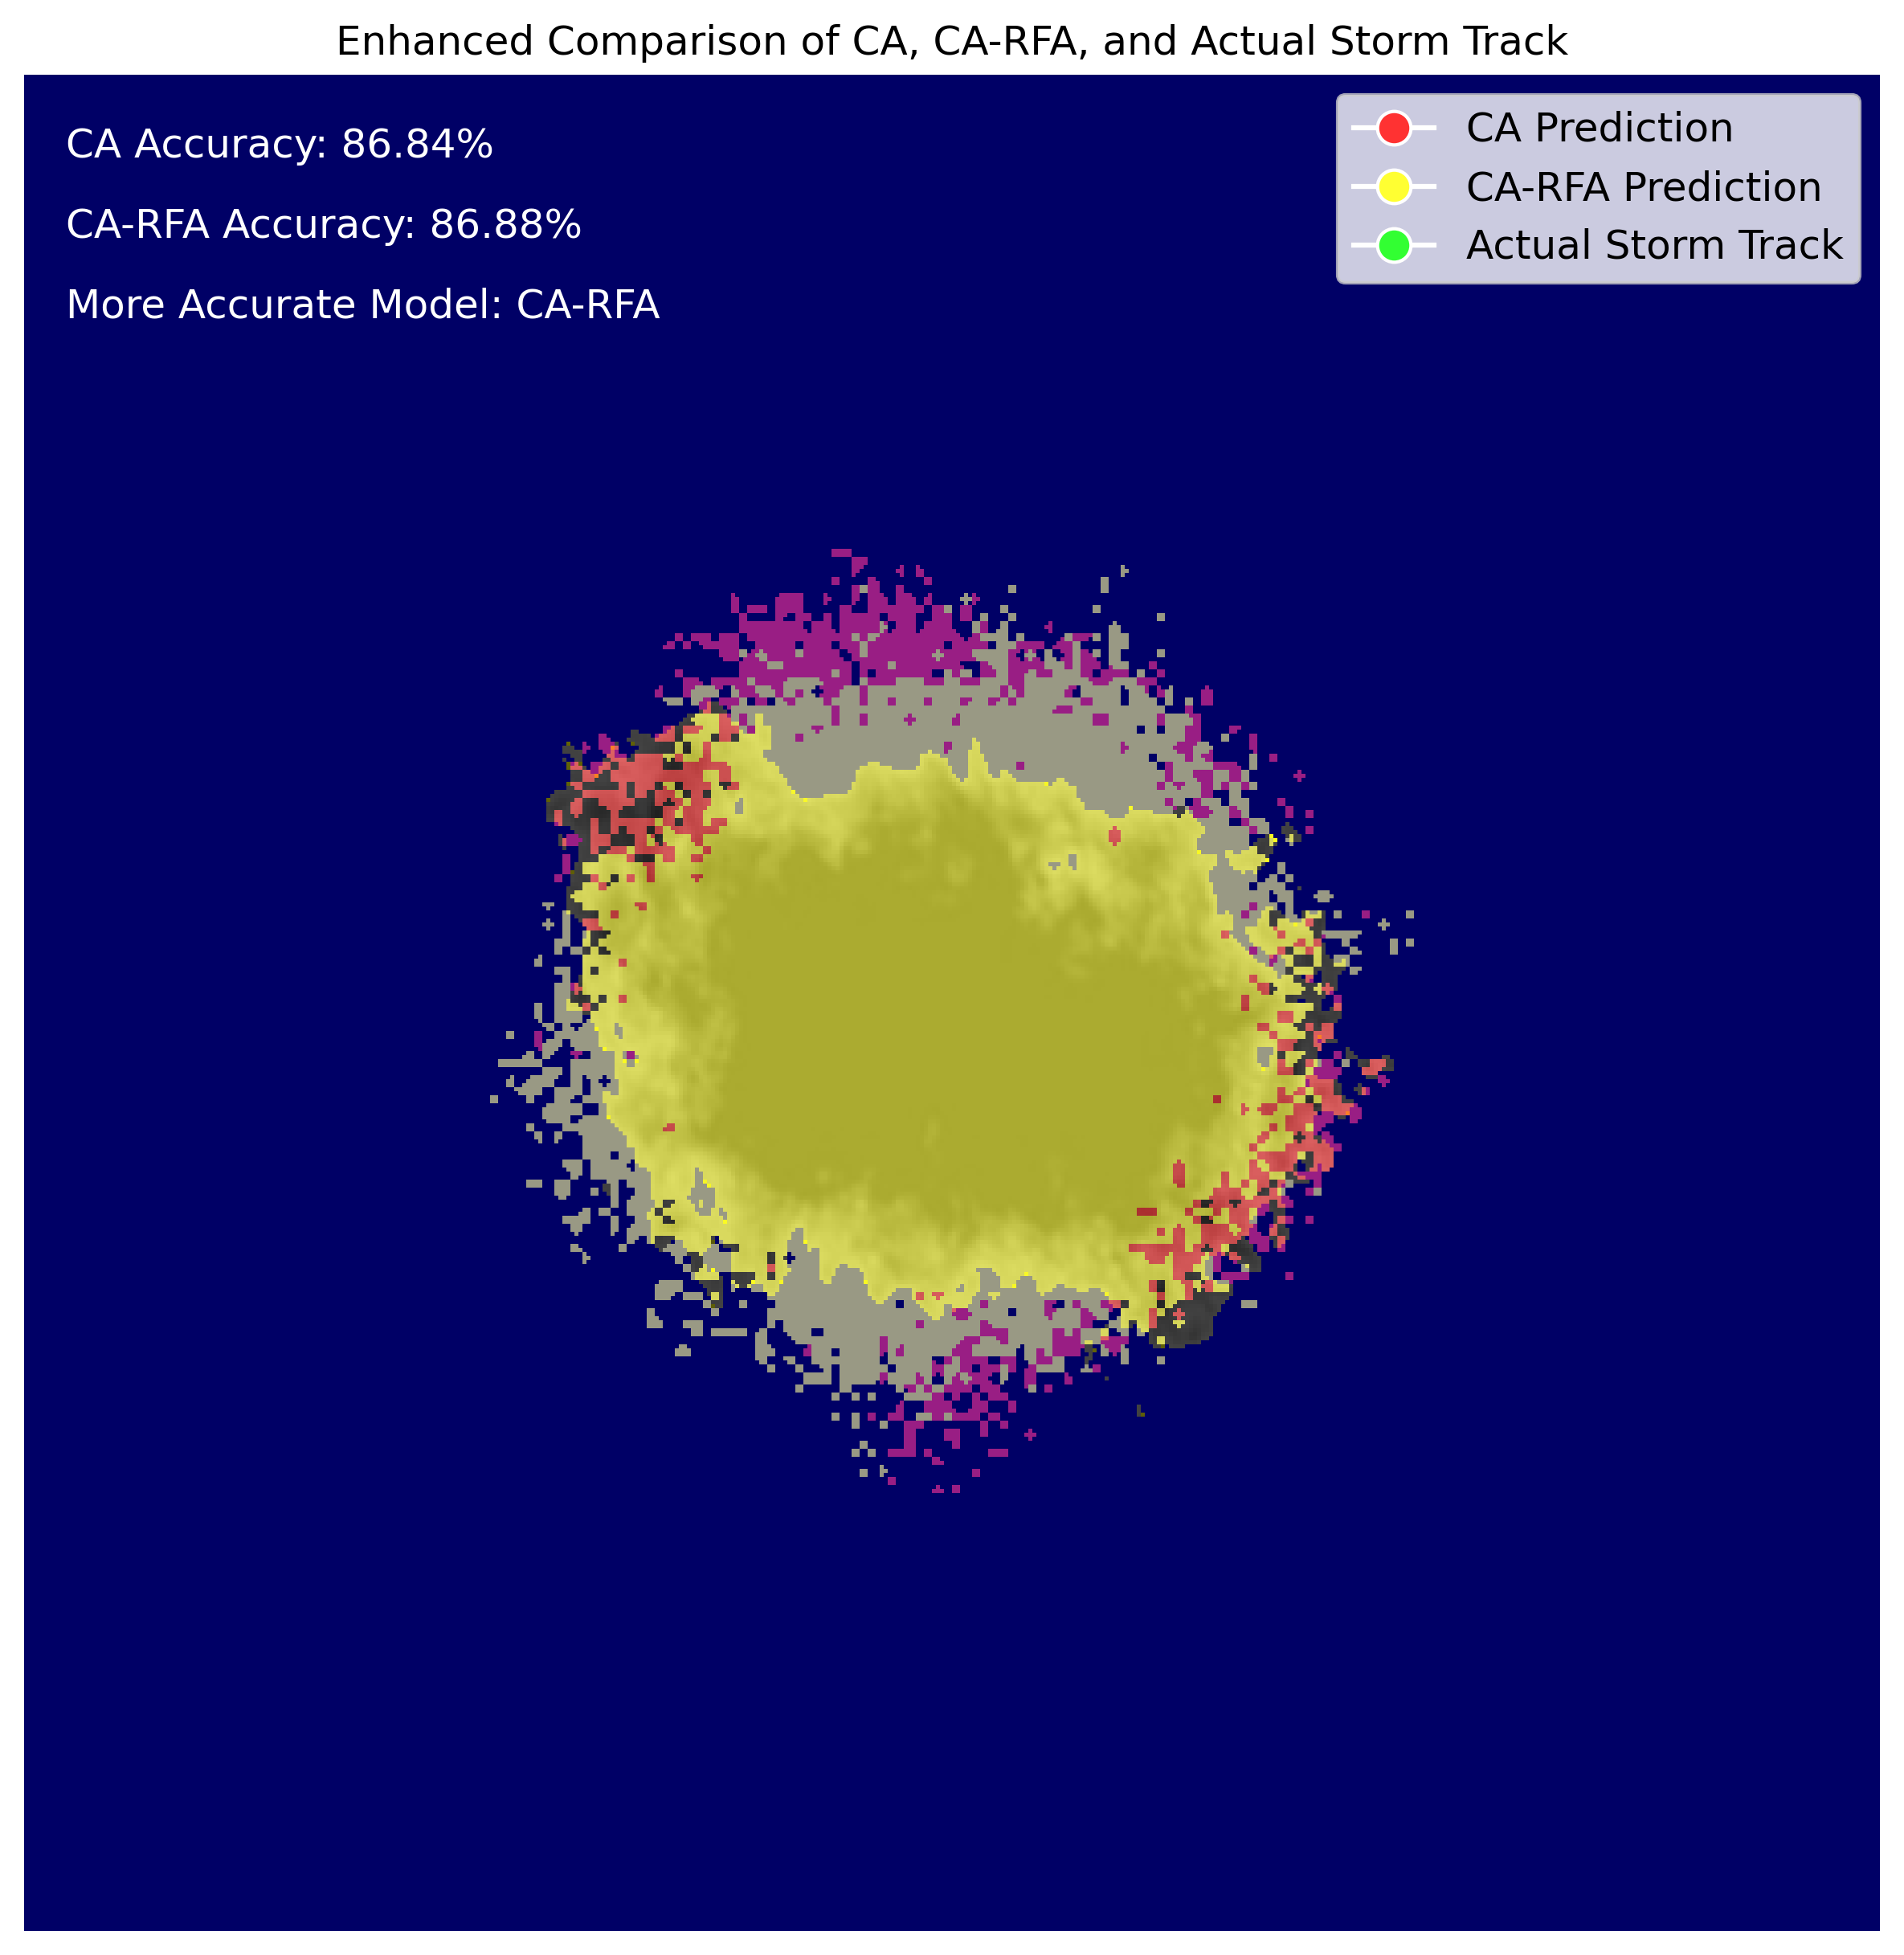 Enhanced Comparison of CA, CA-RFA, and Actual Storm Track
CA Accuracy: 86.84%
CA-RFA Accuracy: 86.88%
More Accurate Model: CA-RFA
CA Prediction
CA-RFA Prediction
Actual Storm Track